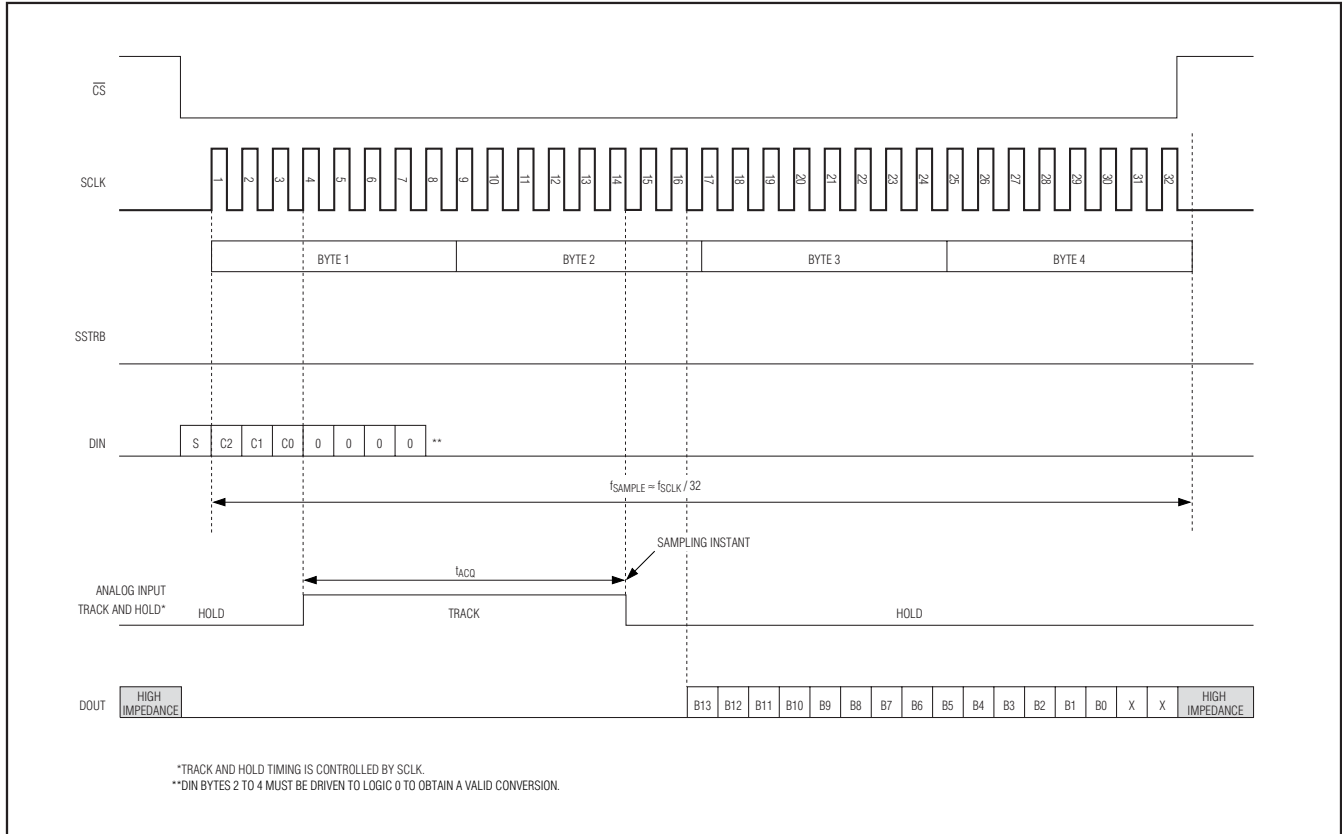 CS
SCLK
1 2 3 4 5 6 7 8 9 10 11 12 13 14 15 16 17 18 19 20 21 22 23 24 25 26 27 28 29 30 31 32
BYTE 1 BYTE 2 BYTE 3 BYTE 4
SSTRB
DIN
S C2 C1 C0 0 0 0 0 **
fSAMPLE ≈ fSCLK / 32
SAMPLING INSTANT
tACQ
ANALOG INPUT
TRACK AND HOLD*
HOLD TRACK HOLD
DOUT
HIGH
IMPEDANCE
B13 B12 B11 B10 B9 B8 B7 B6 B5 B4 B3 B2 B1 B0 X X
HIGH
IMPEDANCE
*TRACK AND HOLD TIMING IS CONTROLLED BY SCLK.
**DIN BYTES 2 TO 4 MUST BE DRIVEN TO LOGIC 0 TO OBTAIN A VALID CONVERSION.